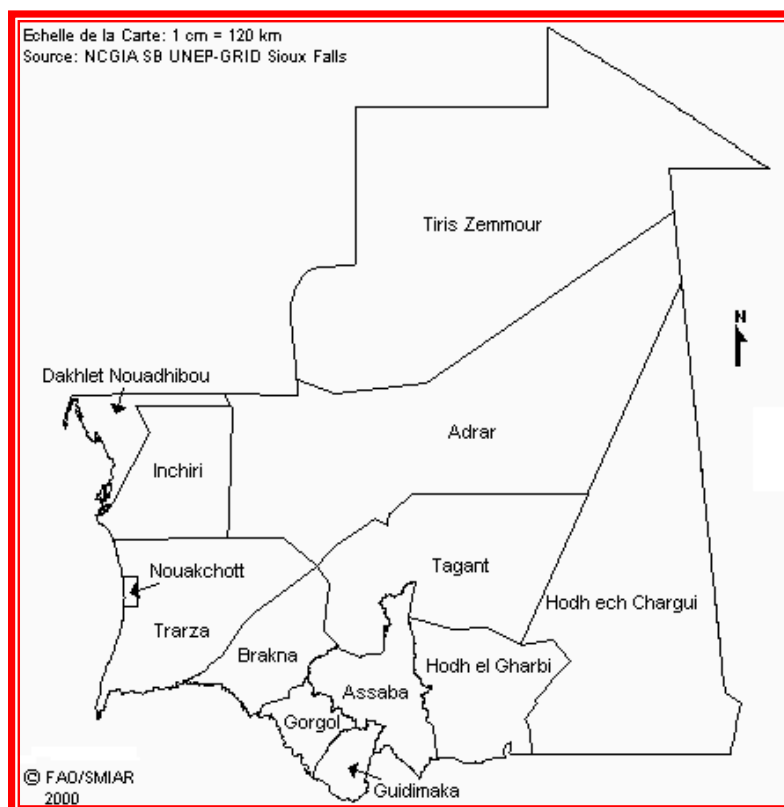 Echelle de la Carte: 1 cm = 120 km
Source: NCGIA SB UNEP-GRID Sioux Falls
Tiris Zemmour
N
Dakhlet Nouadhibou
Adrar
Inchiri
Nouakchott
Tagant
Hodh ech Chargui
Trarza
Brakna
Hodh el Gharbi
Assaba
Gorgol
Guidimaka
© FAO/SMIAR
2000